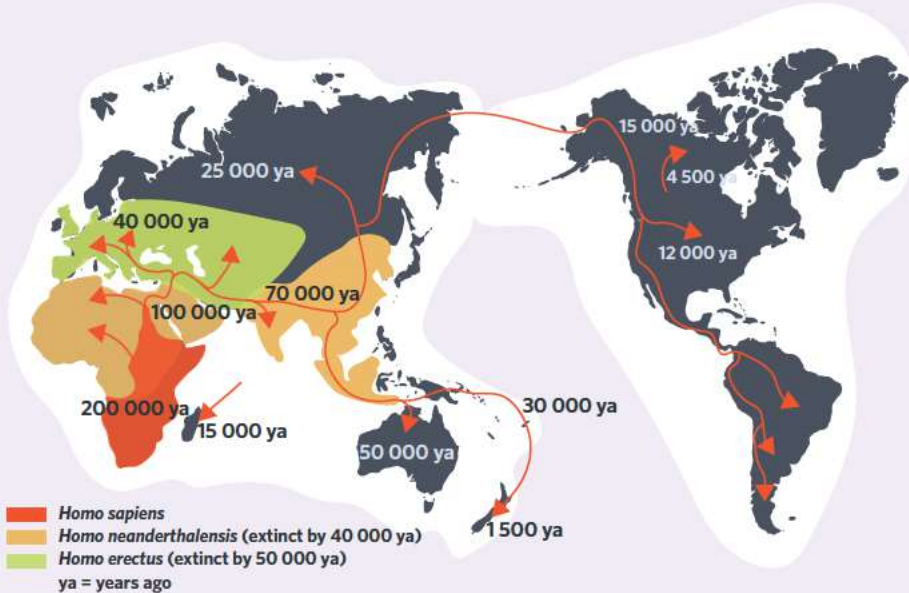 15 000 ya
25 000 ya
4 500 ya
40 000 ya
12 000 ya
70 000 ya
100 000 ya
200 000 ya
30 000 ya
15 000 ya
50 000 ya
1 500 ya
Homo sapiens
Homo neanderthalensis (extinct by 40 000 ya)
Homo erectus (extinct by 50 000 ya)
ya = years ago